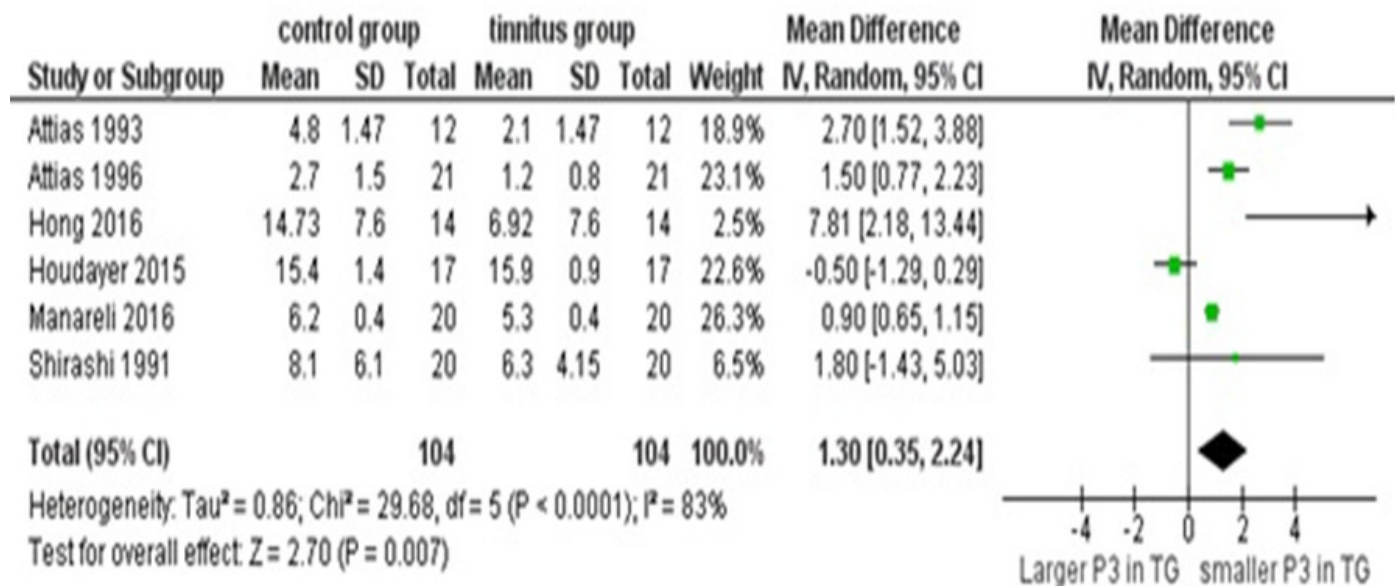 control group tinnitus group Mean Difference Mean Difference
Study or Subgroup Mean SD Total Mean SD Total Weight IV, Random, 95% CI IV, Random, 95% CI
Attias 1993 4.8 1.47 12 2.1 1.47 12 18.9% 2.70 [1.52, 3.88]
Attias 1996 2.7 1.5 21 1.2 0.8 21 23.1% 1.50 [0.77, 2.23]
Hong 2016 14.73 7.6 14 6.92 7.6 14 2.5% 7.81 [2.18, 13.44]
Houdayer 2015 15.4 1.4 17 15.9 0.9 17 22.6% -0.50 [-1.29, 0.29]
Manareli 2016 6.2 0.4 20 5.3 0.4 20 26.3% 0.90 [0.65, 1.15]
Shirashi 1991 8.1 6.1 20 6.3 4.15 20 6.5% 1.80 [-1.43, 5.03]
Total (95% CI) 104 104 100.0% 1.30 [0.35, 2.24]
Heterogeneity: Tau² = 0.86; Chi² = 29.68, df = 5 (P < 0.0001); I² = 83%
Test for overall effect: Z = 2.70 (P = 0.007)
-4 -2 0 2 4
Larger P3 in TG smaller P3 in TG